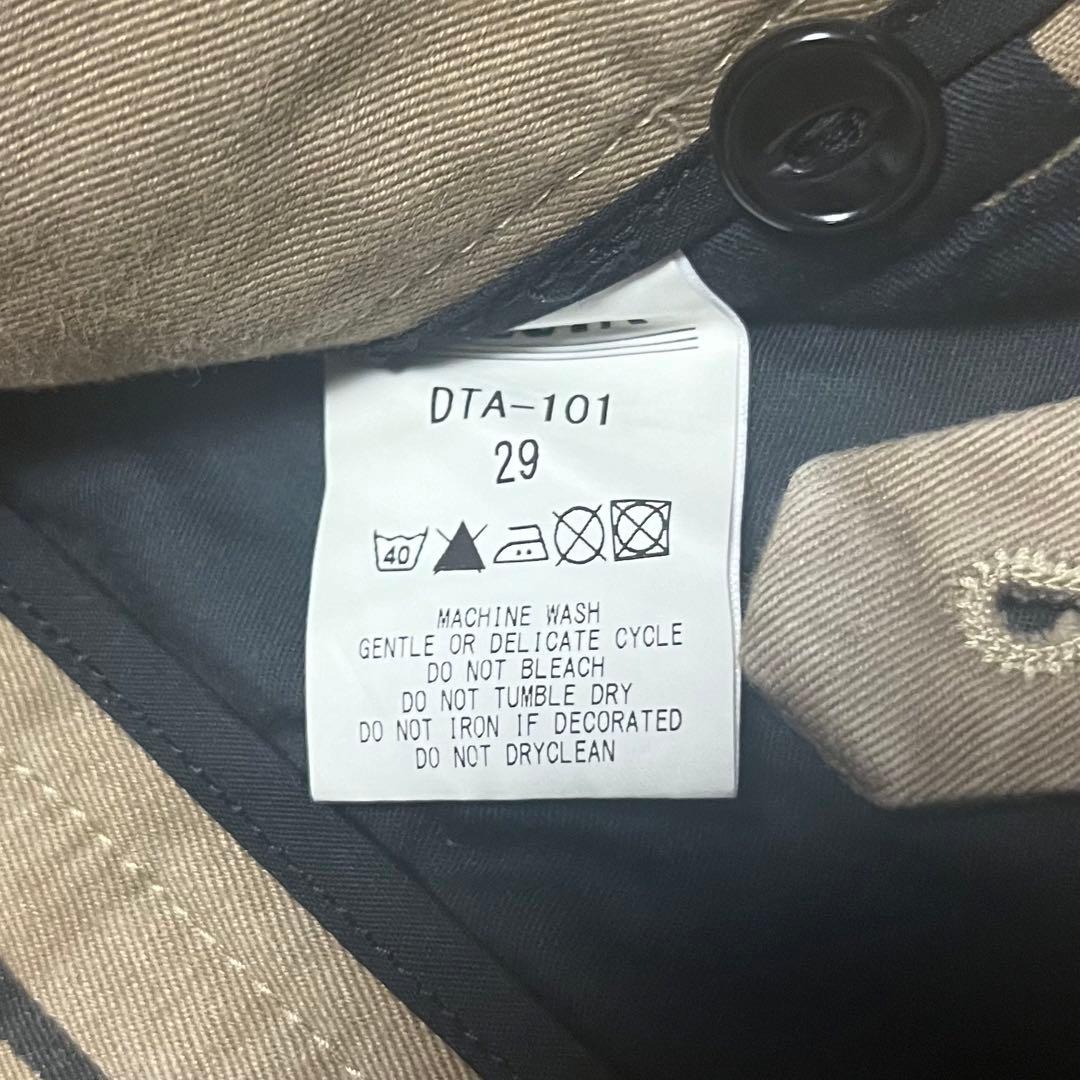 DTA-101
29
40
MACHINE WASH
GENTLE OR DELICATE CYCLE
DO NOT BLEACH
DO NOT TUMBLE DRY
DO NOT IRON IF DECORATED
DO NOT DRYCLEAN